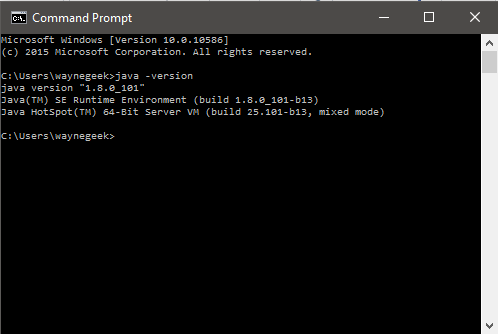 Command Prompt
Microsoft Windows [Version 10.0.10586]
(c) 2015 Microsoft Corporation. All rights reserved.
C:\Users\waynegeek>java -version
java version "1.8.0_101"
Java(TM) SE Runtime Environment (build 1.8.0_101-b13)
Java HotSpot(TM) 64-Bit Server VM (build 25.101-b13, mixed mode)
C:\Users\waynegeek>